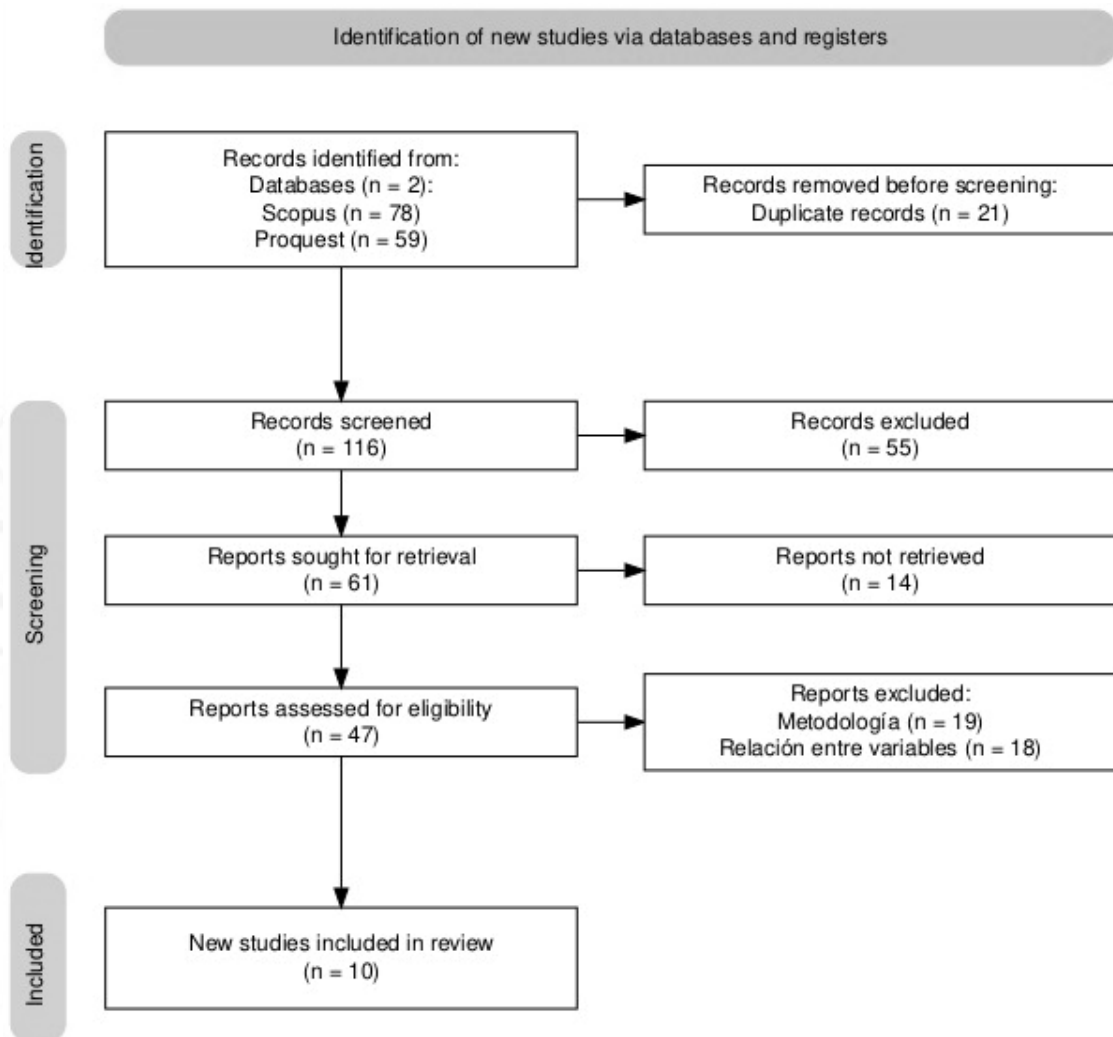 Identification of new studies via databases and registers
Identification
Records identified from:
Databases (n = 2):
Scopus (n = 78)
Proquest (n = 59)
Records removed before screening:
Duplicate records (n = 21)
Screening
Records screened
(n = 116)
Records excluded
(n = 55)
Reports sought for retrieval
(n = 61)
Reports not retrieved
(n = 14)
Reports assessed for eligibility
(n = 47)
Reports excluded:
Metodología (n = 19)
Relación entre variables (n = 18)
Included
New studies included in review
(n = 10)